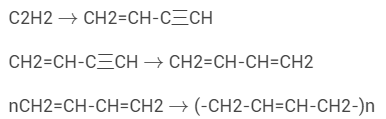 C2H2 → CH2=CH-C☰CH
CH2=CH-C☰CH → CH2=CH-CH=CH2
nCH2=CH-CH=CH2 → (-CH2-CH=CH-CH2-)n